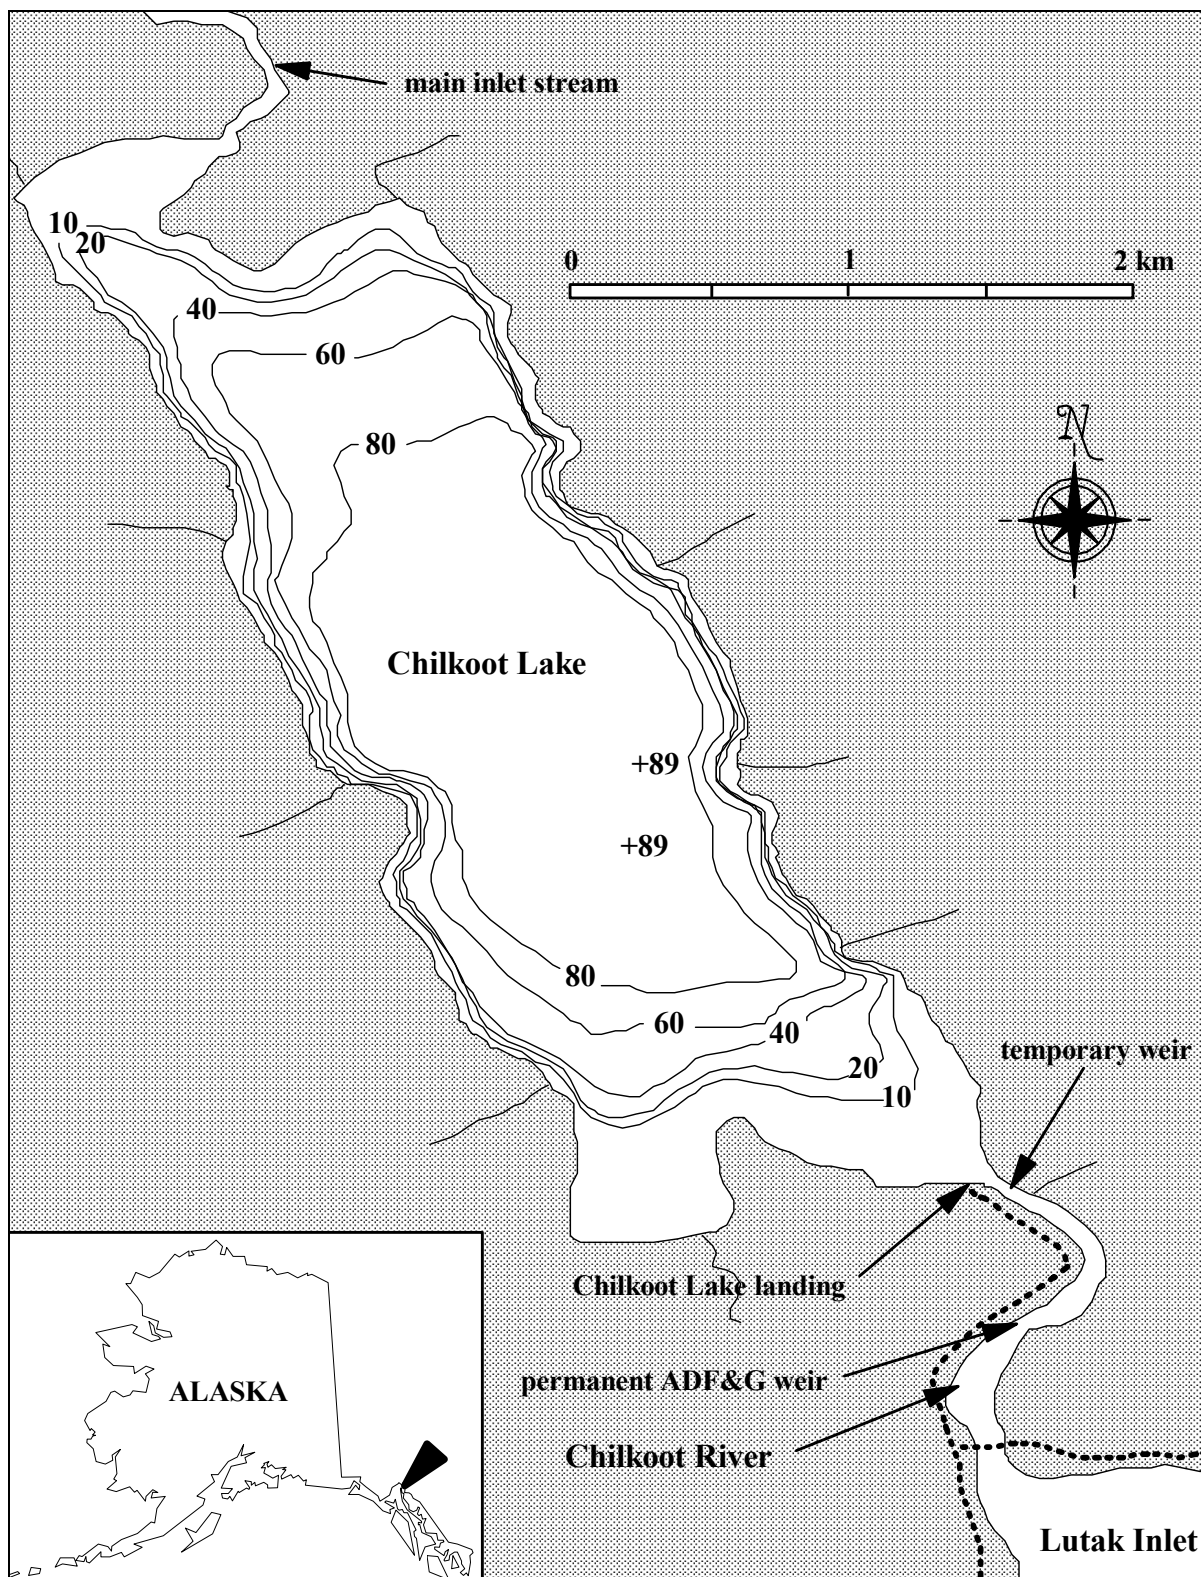 main inlet stream
10
20
0 1 2 km
40
60
N
80
Chilkoot Lake
+89
+89
80
60
40
temporary weir
20
10
Chilkoot Lake landing
permanent ADF&G weir
ALASKA
Chilkoot River
Lutak Inlet